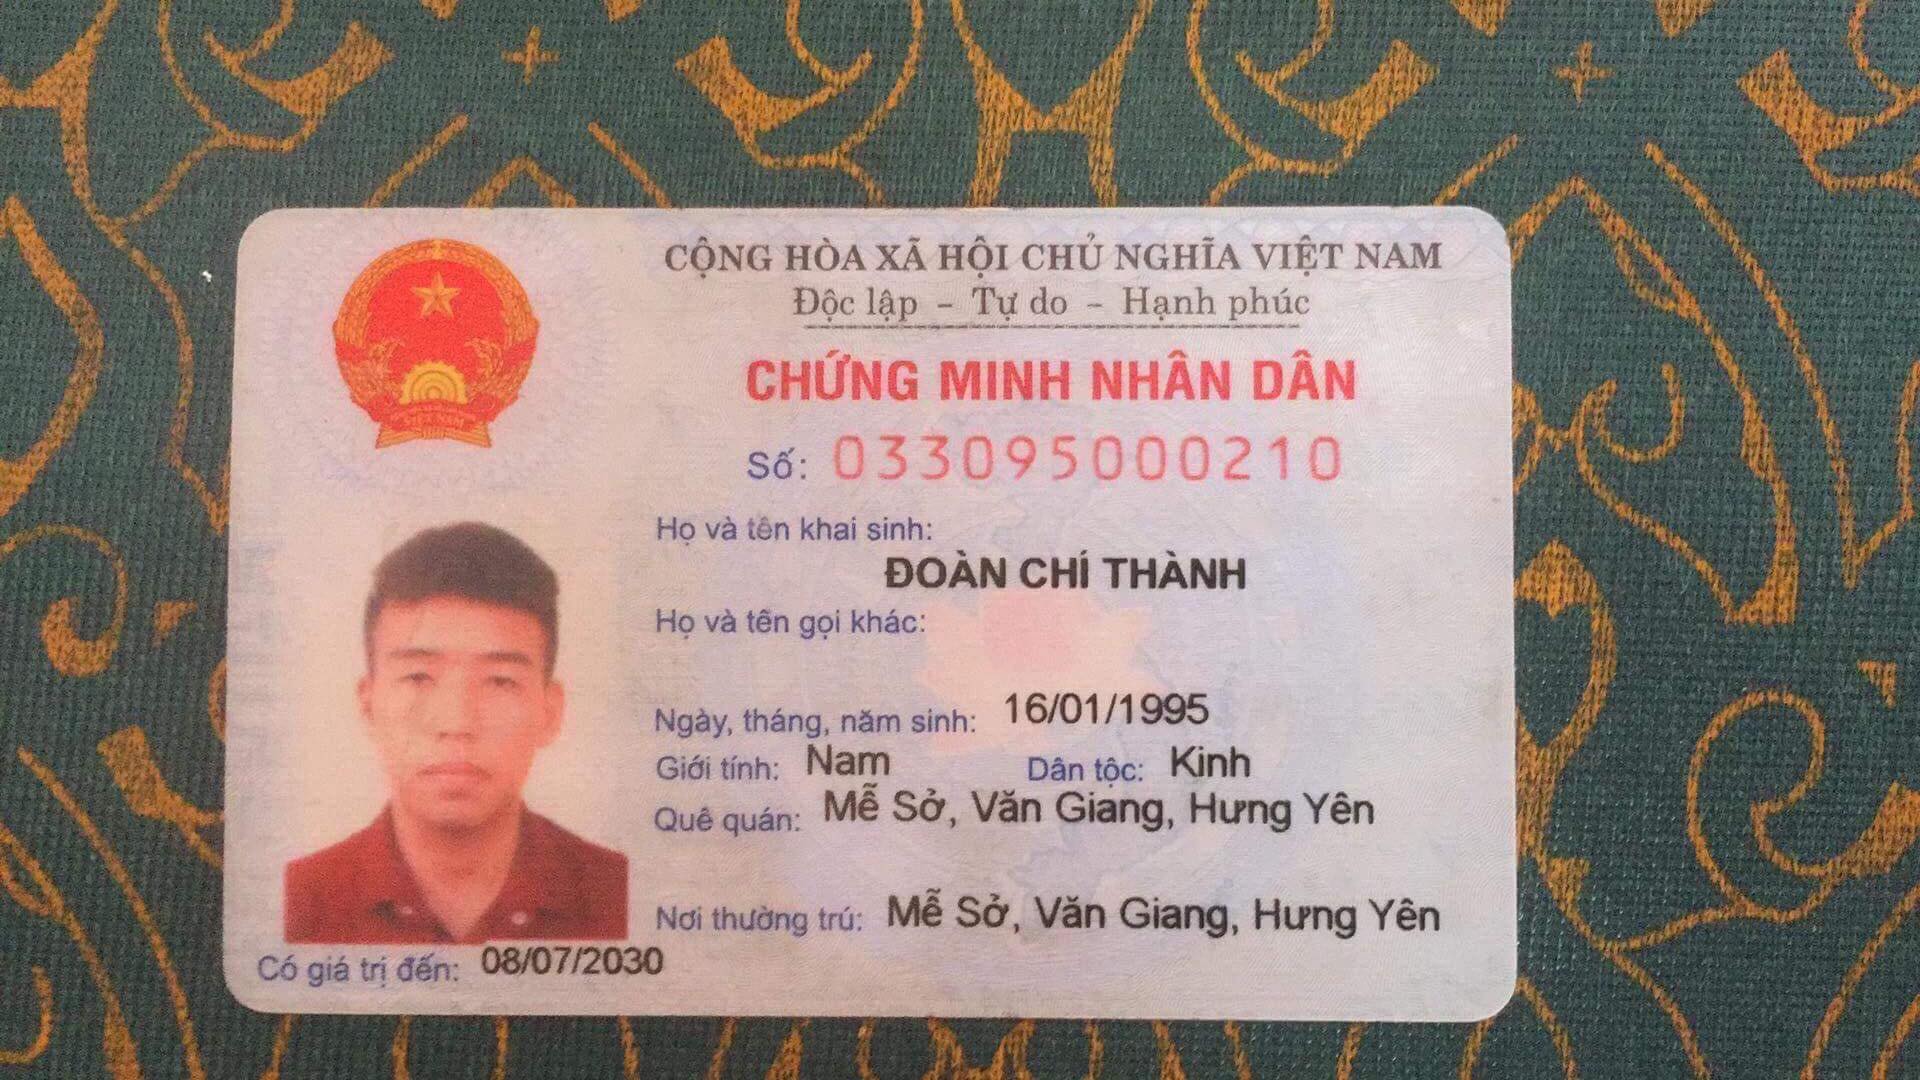 CỘNG HÒA XÃ HỘI CHỦ NGHĨA VIỆT NAM
Độc lập - Tự do - Hạnh phúc
CHỨNG MINH NHÂN DÂN
Số: 033095000210
Họ và tên khai sinh:
ĐOÀN CHÍ THÀNH
Họ và tên gọi khác:
Ngày, tháng, năm sinh: 16/01/1995
Giới tính: Nam Dân tộc: Kinh
Quê quán: Mễ Sở, Văn Giang, Hưng Yên
Nơi thường trú: Mễ Sở, Văn Giang, Hưng Yên
Có giá trị đến: 08/07/2030
VIỆT NAM